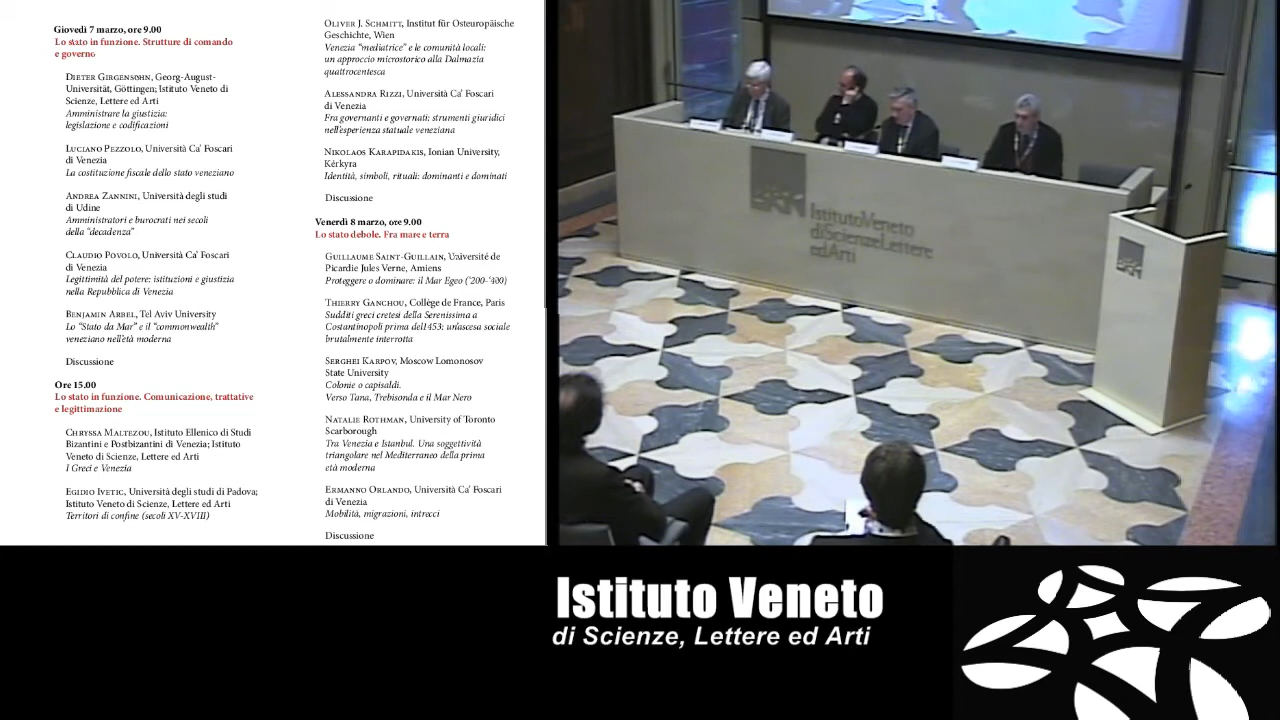 Giovedì 7 marzo, ore 9.00
Lo stato in funzione. Strutture di comando
e governo
Dieter Girgensohn, Georg-August-
Universität, Göttingen; Istituto Veneto di
Scienze, Lettere ed Arti
Amministrare la giustizia:
legislazione e codificazioni
Luciano Pezzolo, Università Ca' Foscari
di Venezia
La costituzione fiscale dello stato veneziano
Andrea Zannini, Università degli studi
di Udine
Amministratori e burocrati nei secoli
della "decadenza"
Claudio Povolo, Università Ca' Foscari
di Venezia
Legittimità del potere: istituzioni e giustizia
nella Repubblica di Venezia
Benjamin Arbel, Tel Aviv University
Lo "Stato da Mar" e il "commonwealth"
veneziano nell'età moderna
Discussione
Ore 15.00
Lo stato in funzione. Comunicazione, trattative
e legittimazione
Chryssa Maltezou, Istituto Ellenico di Studi
Bizantini e Postbizantini di Venezia; Istituto
Veneto di Scienze, Lettere ed Arti
I Greci e Venezia
Egidio Ivetic, Università degli studi di Padova;
Istituto Veneto di Scienze, Lettere ed Arti
Territori di confine (secoli XV-XVIII)
Oliver J. Schmitt, Institut für Osteuropäische
Geschichte, Wien
Venezia "mediatrice" e le comunità locali:
un approccio microstorico alla Dalmazia
quattrocentesca
Alessandra Rizzi, Università Ca' Foscari
di Venezia
Fra governanti e governati: strumenti giuridici
nell'esperienza statuale veneziana
Nikolaos Karapidakis, Ionian University,
Kérkyra
Identità, simboli, rituali: dominanti e dominati
Discussione
Venerdì 8 marzo, ore 9.00
Lo stato debole. Fra mare e terra
Guillaume Saint-Guillain, Université de
Picardie Jules Verne, Amiens
Proteggere o dominare: il Mar Egeo ('200-'400)
Thierry Ganchou, Collège de France, Paris
Sudditi greci cretesi della Serenissima a
Costantinopoli prima del1453: un'ascesa sociale
brutalmente interrotta
Serghei Karpov, Moscow Lomonosov
State University
Colonie o capisaldi.
Verso Tana, Trebisonda e il Mar Nero
Natalie Rothman, University of Toronto
Scarborough
Tra Venezia e Istanbul. Una soggettività
triangolare nel Mediterraneo della prima
età moderna
Ermanno Orlando, Università Ca' Foscari
di Venezia
Mobilità, migrazioni, intrecci
Discussione
IstitutoVeneto
diScienzeLettere
edArti
Istituto Veneto
di Scienze, Lettere ed Arti